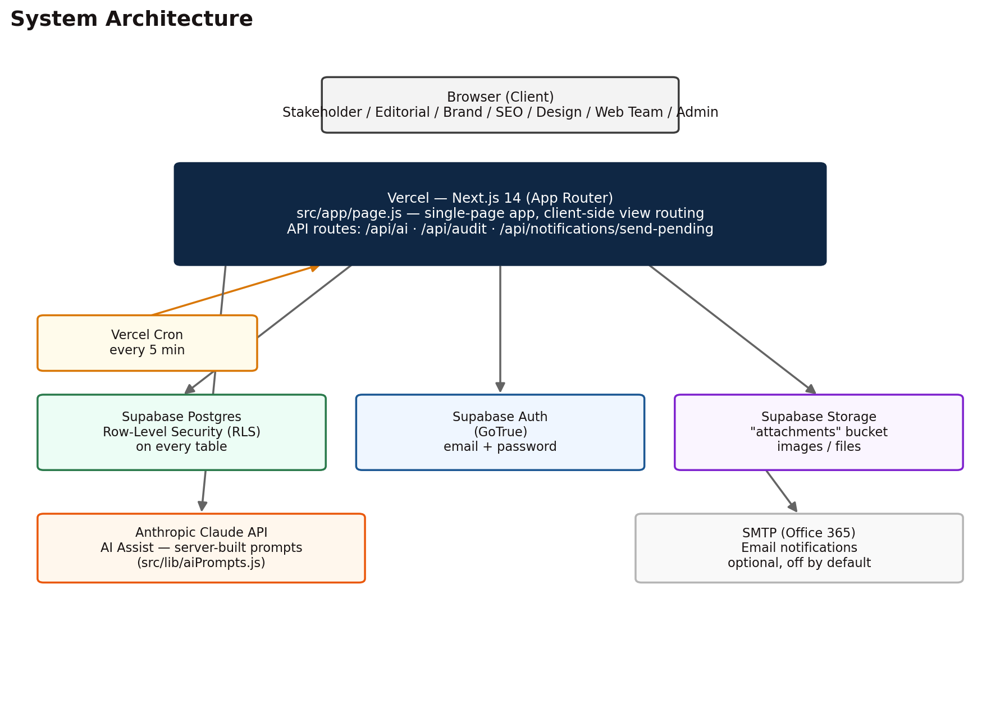 System Architecture
Browser (Client)
Stakeholder / Editorial / Brand / SEO / Design / Web Team / Admin
Vercel — Next.js 14 (App Router)
src/app/page.js — single-page app, client-side view routing
API routes: /api/ai · /api/audit · /api/notifications/send-pending
Vercel Cron
every 5 min
Supabase Postgres
Row-Level Security (RLS)
on every table
Supabase Auth
(GoTrue)
email + password
Supabase Storage
"attachments" bucket
images / files
Anthropic Claude API
AI Assist — server-built prompts
(src/lib/aiPrompts.js)
SMTP (Office 365)
Email notifications
optional, off by default